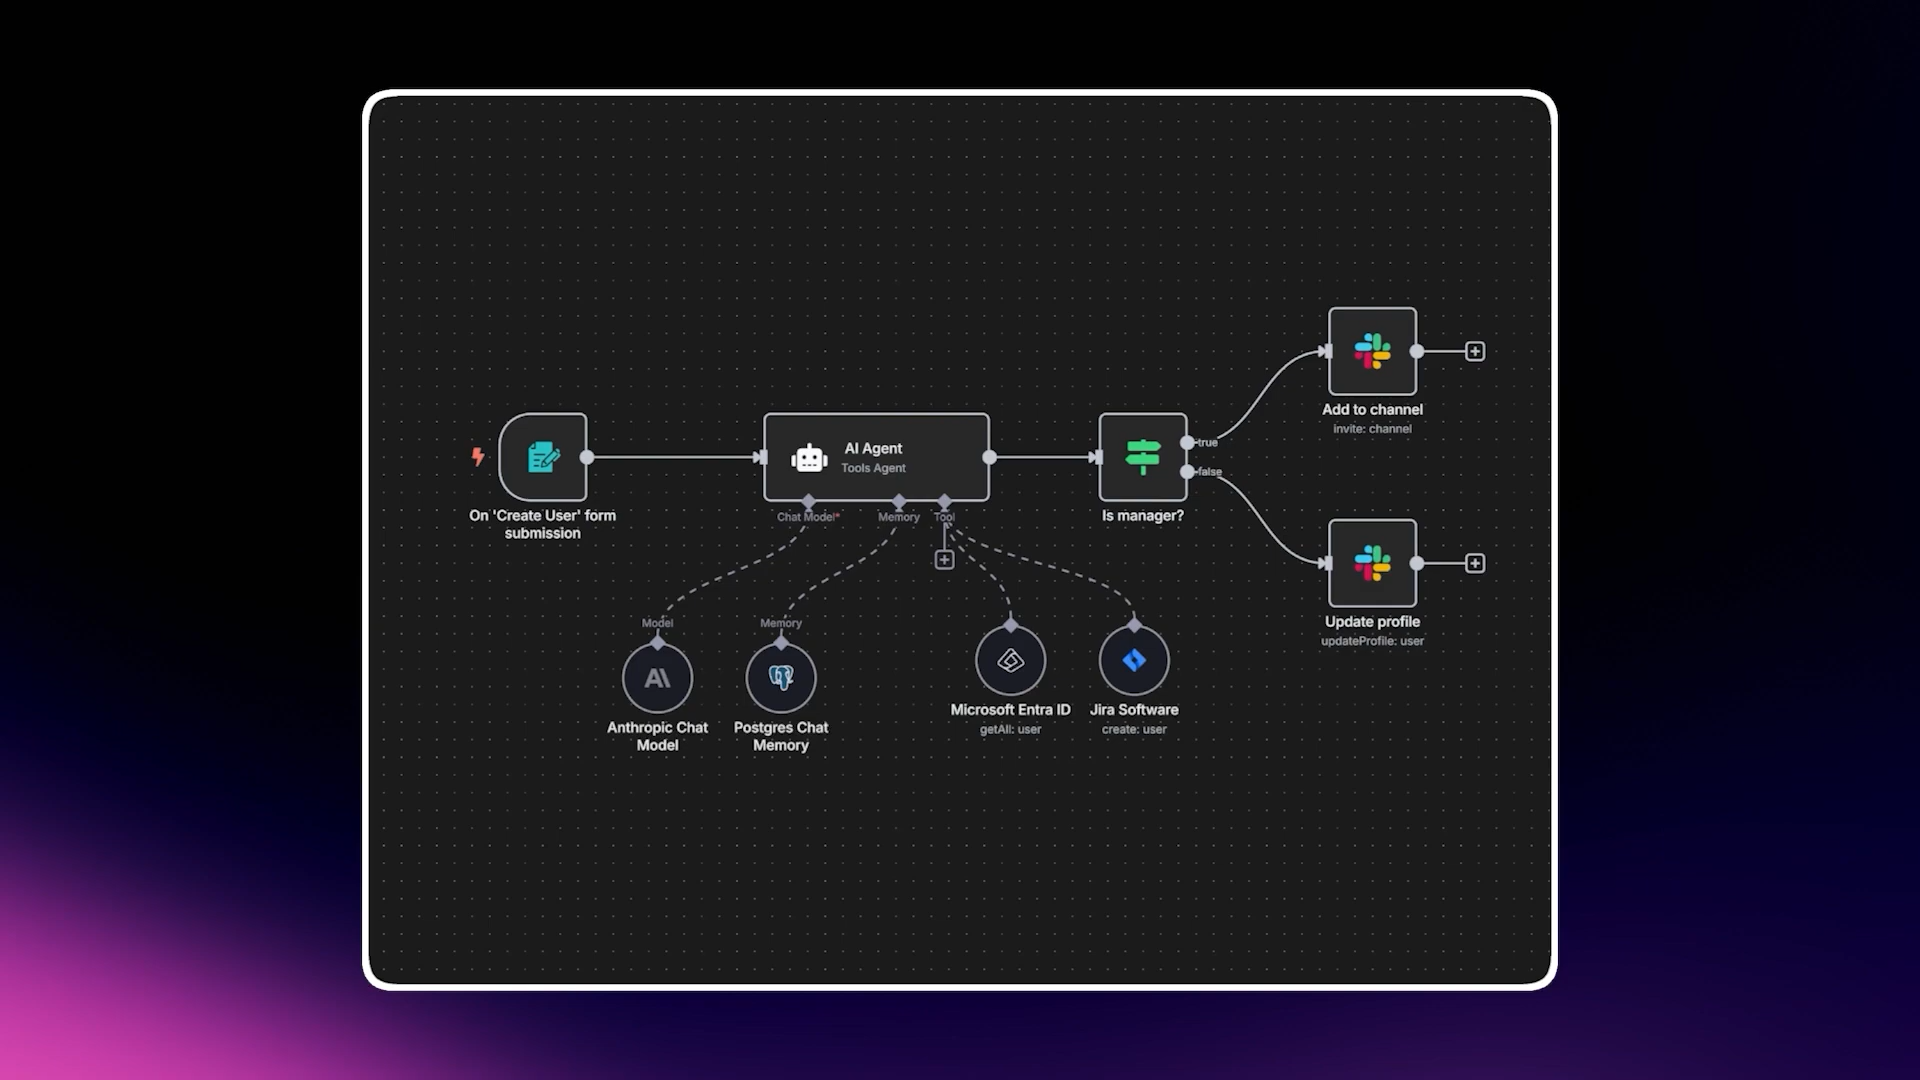 On 'Create User' form
submission
AI Agent
Tools Agent
Chat Model*
Memory
Tool
Is manager?
true
false
Add to channel
invite: channel
Update profile
updateProfile: user
Model
Anthropic Chat
Model
Memory
Postgres Chat
Memory
Microsoft Entra ID
getAll: user
Jira Software
create: user